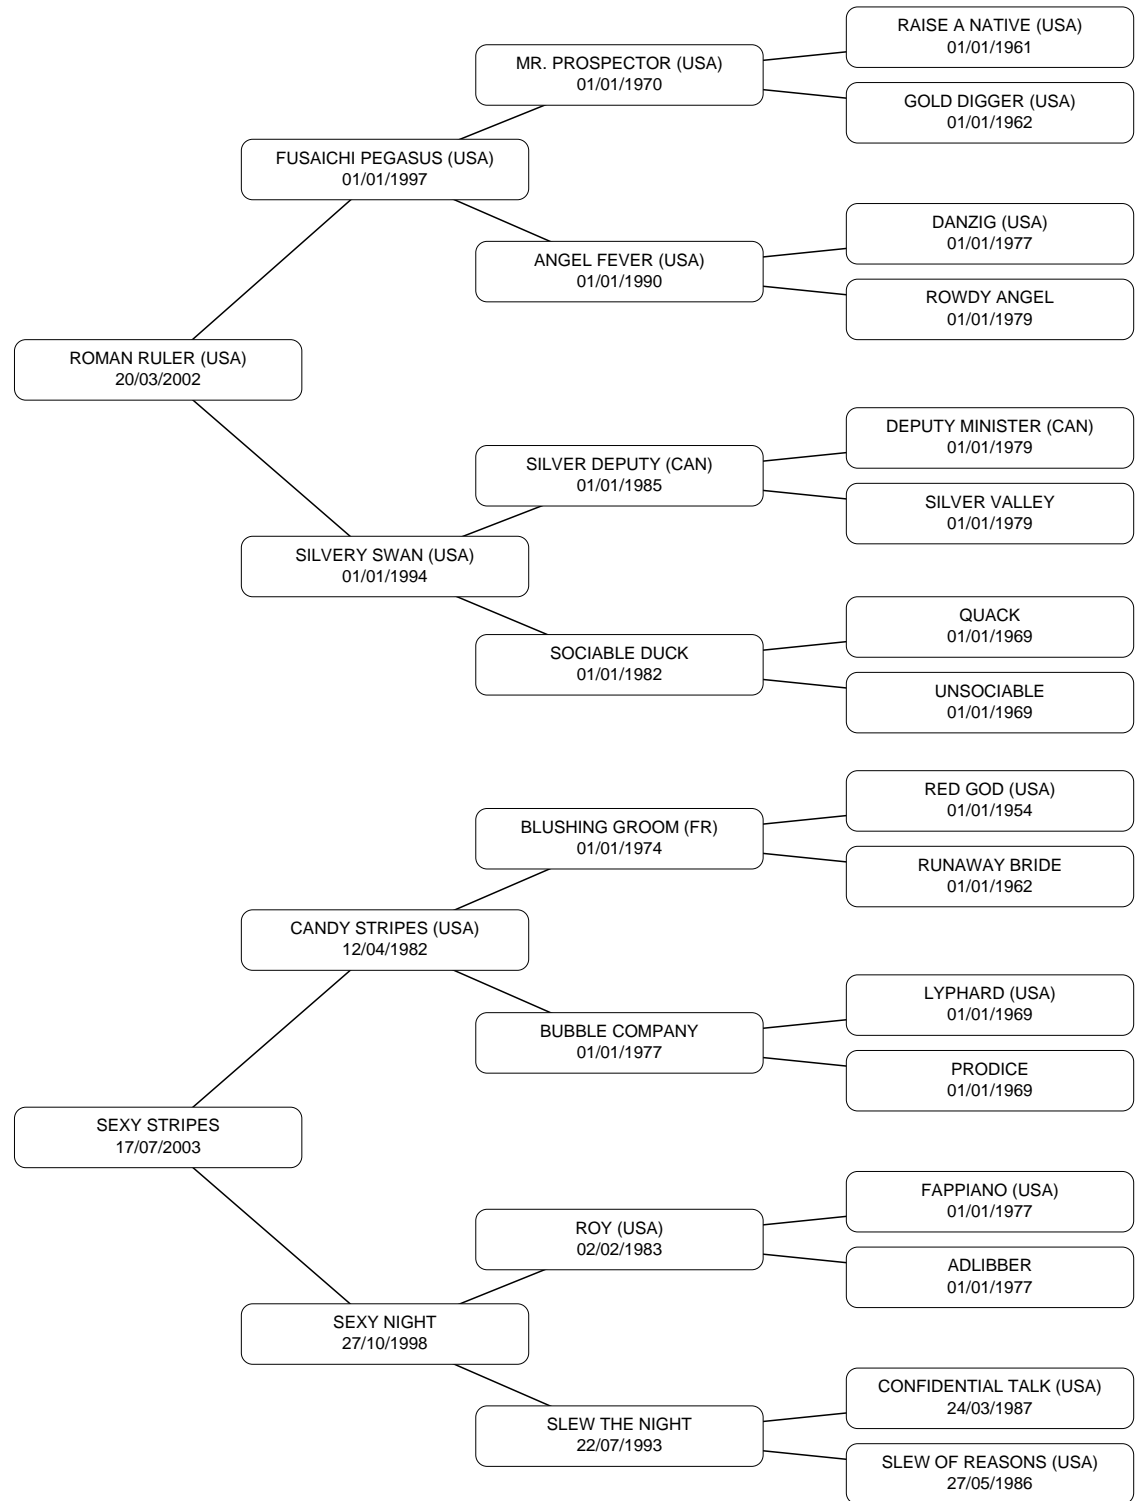 RAISE A NATIVE (USA)
01/01/1961
MR. PROSPECTOR (USA)
01/01/1970
GOLD DIGGER (USA)
01/01/1962
FUSAICHI PEGASUS (USA)
01/01/1997
DANZIG (USA)
01/01/1977
ANGEL FEVER (USA)
01/01/1990
ROWDY ANGEL
01/01/1979
ROMAN RULER (USA)
20/03/2002
DEPUTY MINISTER (CAN)
01/01/1979
SILVER DEPUTY (CAN)
01/01/1985
SILVER VALLEY
01/01/1979
SILVERY SWAN (USA)
01/01/1994
QUACK
01/01/1969
SOCIABLE DUCK
01/01/1982
UNSOCIABLE
01/01/1969
RED GOD (USA)
01/01/1954
BLUSHING GROOM (FR)
01/01/1974
RUNAWAY BRIDE
01/01/1962
CANDY STRIPES (USA)
12/04/1982
LYPHARD (USA)
01/01/1969
BUBBLE COMPANY
01/01/1977
PRODICE
01/01/1969
SEXY STRIPES
17/07/2003
FAPPIANO (USA)
01/01/1977
ROY (USA)
02/02/1983
ADLIBBER
01/01/1977
SEXY NIGHT
27/10/1998
CONFIDENTIAL TALK (USA)
24/03/1987
SLEW THE NIGHT
22/07/1993
SLEW OF REASONS (USA)
27/05/1986